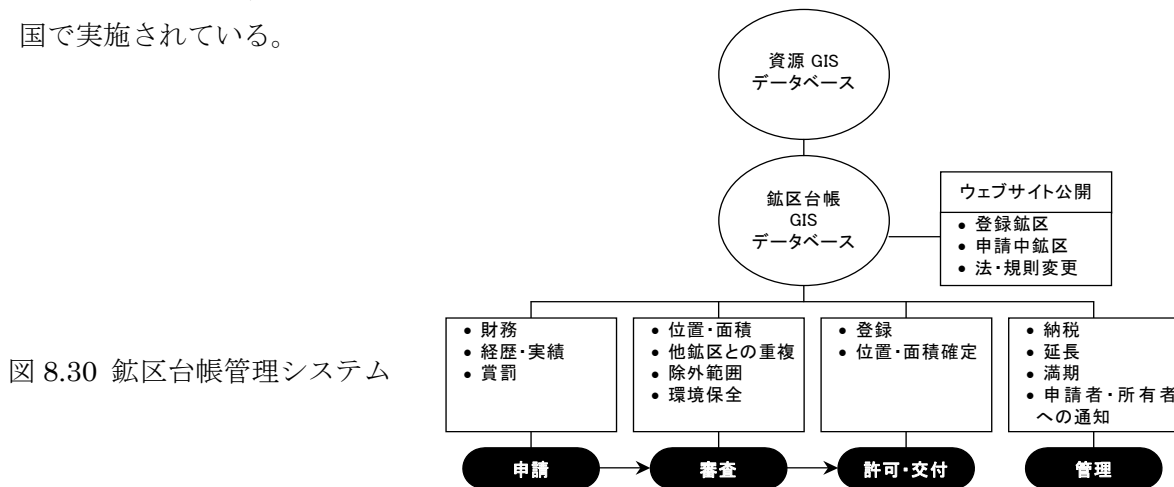 国で実施されている。
資源 GIS
データベース
鉱区台帳
GIS
データベース
ウェブサイト公開
• 登録鉱区
• 申請中鉱区
• 法・規則変更
• 財務
• 経歴・実績
• 賞罰
• 位置・面積
• 他鉱区との重複
• 除外範囲
• 環境保全
• 登録
• 位置・面積確定
• 納税
• 延長
• 満期
• 申請者・所有者
への通知
申請
審査
許可・交付
管理
図 8.30 鉱区台帳管理システム